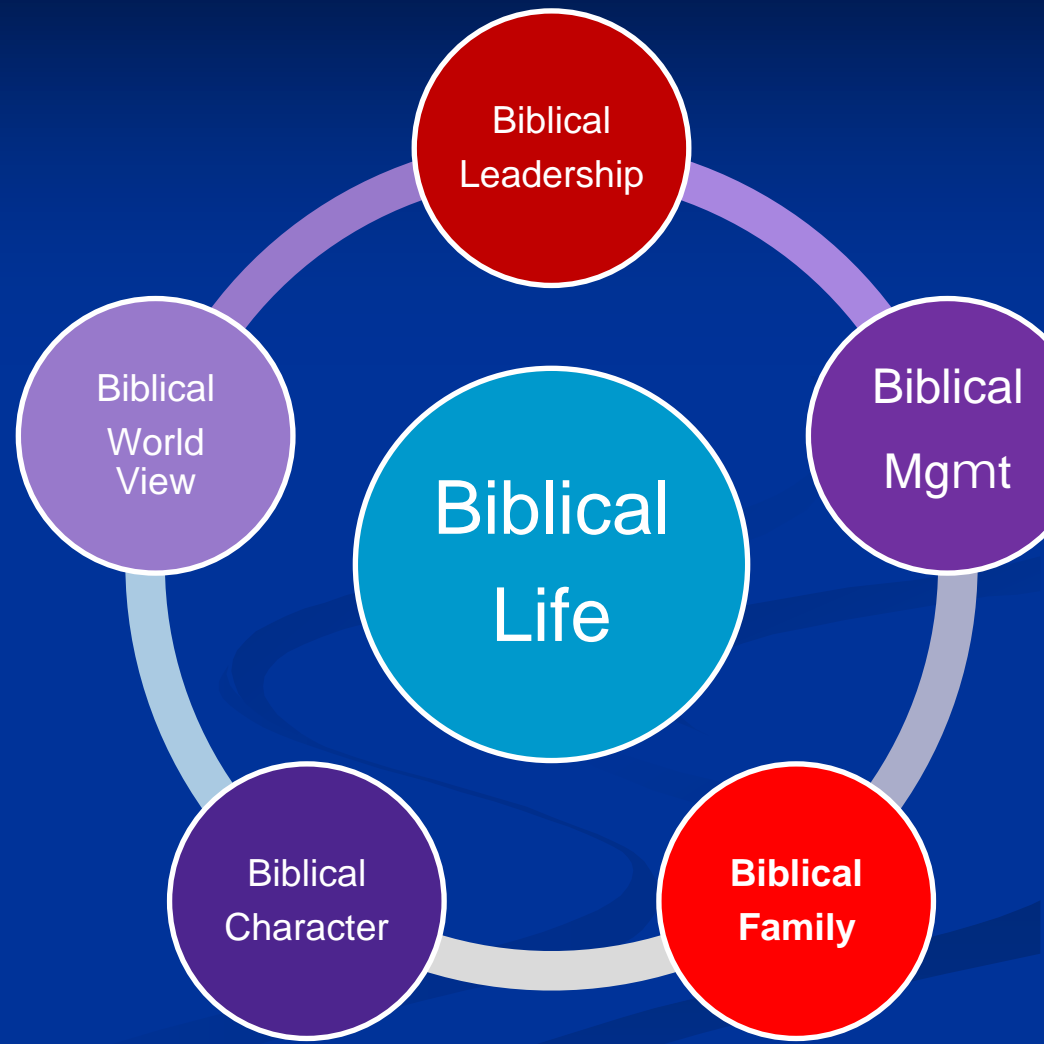 Biblical
Leadership
Biblical
Mgmt
Biblical
Family
Biblical
Character
Biblical
World
View
Biblical
Life